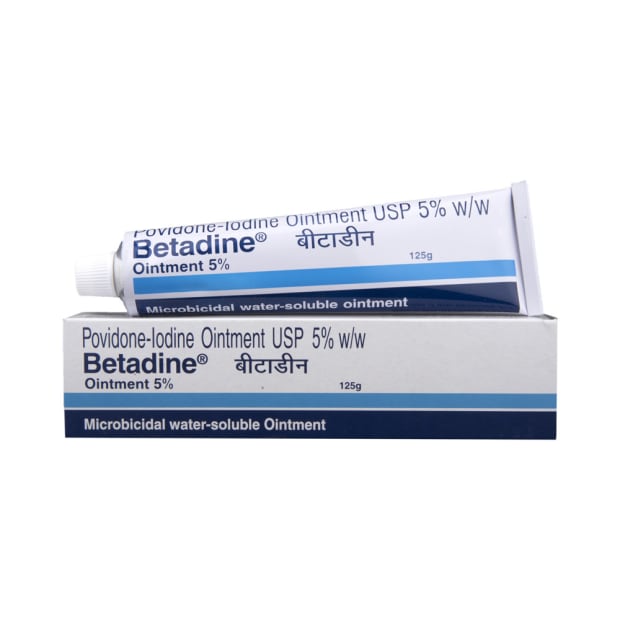 Povidone-Iodine Ointment USP 5% w/w
Betadine® बीटाडीन
Ointment 5% 125g
Microbicidal water-soluble ointment
Povidone-Iodine Ointment USP 5% w/w
Betadine® बीटाडीन
Ointment 5% 125g
Microbicidal water-soluble Ointment